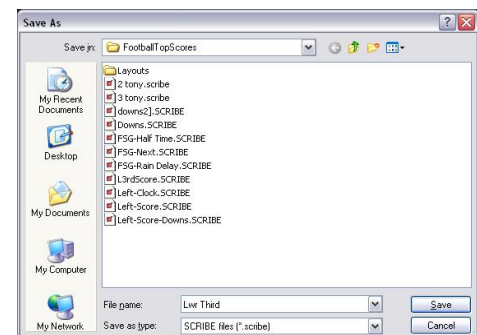 Save As
Save in:
FootballTopScores
My Recent
Documents
Desktop
My Documents
My Computer
My Network
Layouts
2 tony.scribe
3 tony.scribe
downs2].SCRIBE
Downs.SCRIBE
FSG-Half Time.SCRIBE
FSG-Next.SCRIBE
FSG-Rain Delay.SCRIBE
L3rdScore.SCRIBE
Left-Clock.SCRIBE
Left-Score.SCRIBE
Left-Score-Downs.SCRIBE
File name:
Lwr Third
Save
Save as type:
SCRIBE files (*.scribe)
Cancel